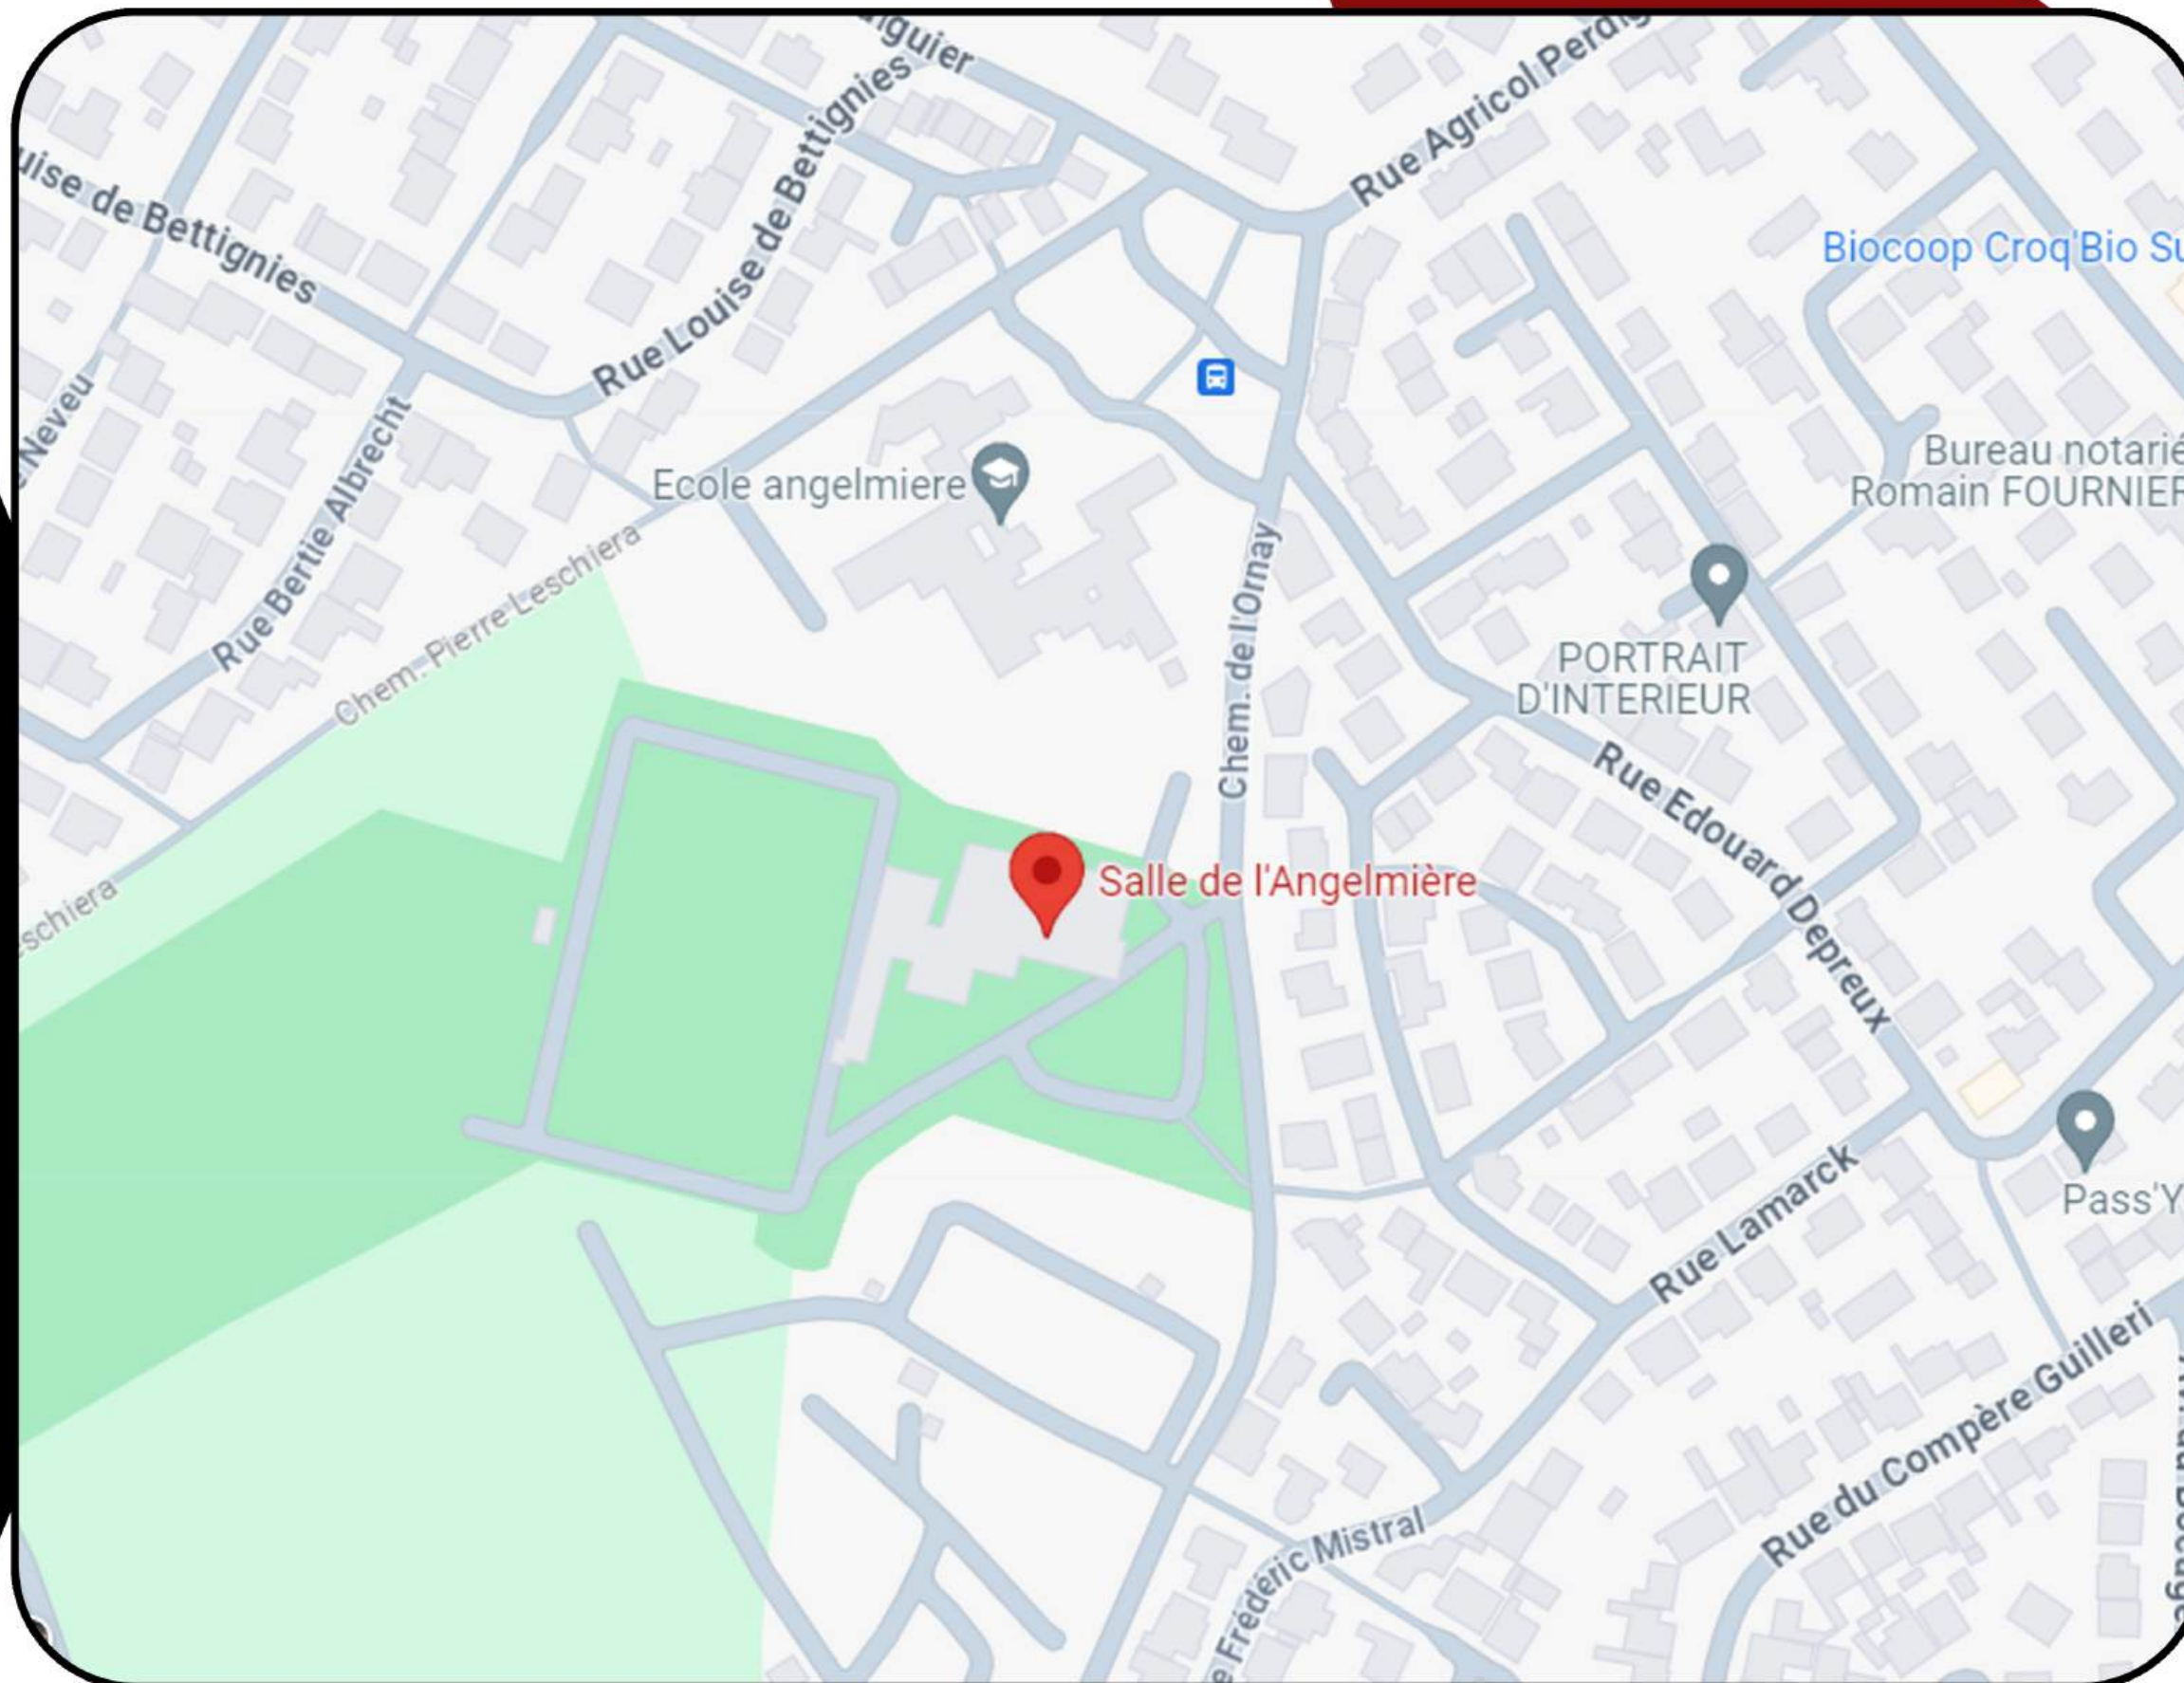 Rue Agricol Perdig
Rue Louise de Bettignies
uise de Bettignies
Biocoop Croq'Bio Su
Neveu
Rue Bertie Albrecht
Ecole angelmiere
Bureau notarié
Romain FOURNIER
Chem. Pierre Leschiera
Chem. de l'Ornay
PORTRAIT
D'INTERIEUR
Rue Edouard Depreux
Salle de l'Angelmière
eschiera
Rue Lamarck
Pass'Y
Rue du Compère Guilleri
e Frédéric Mistral